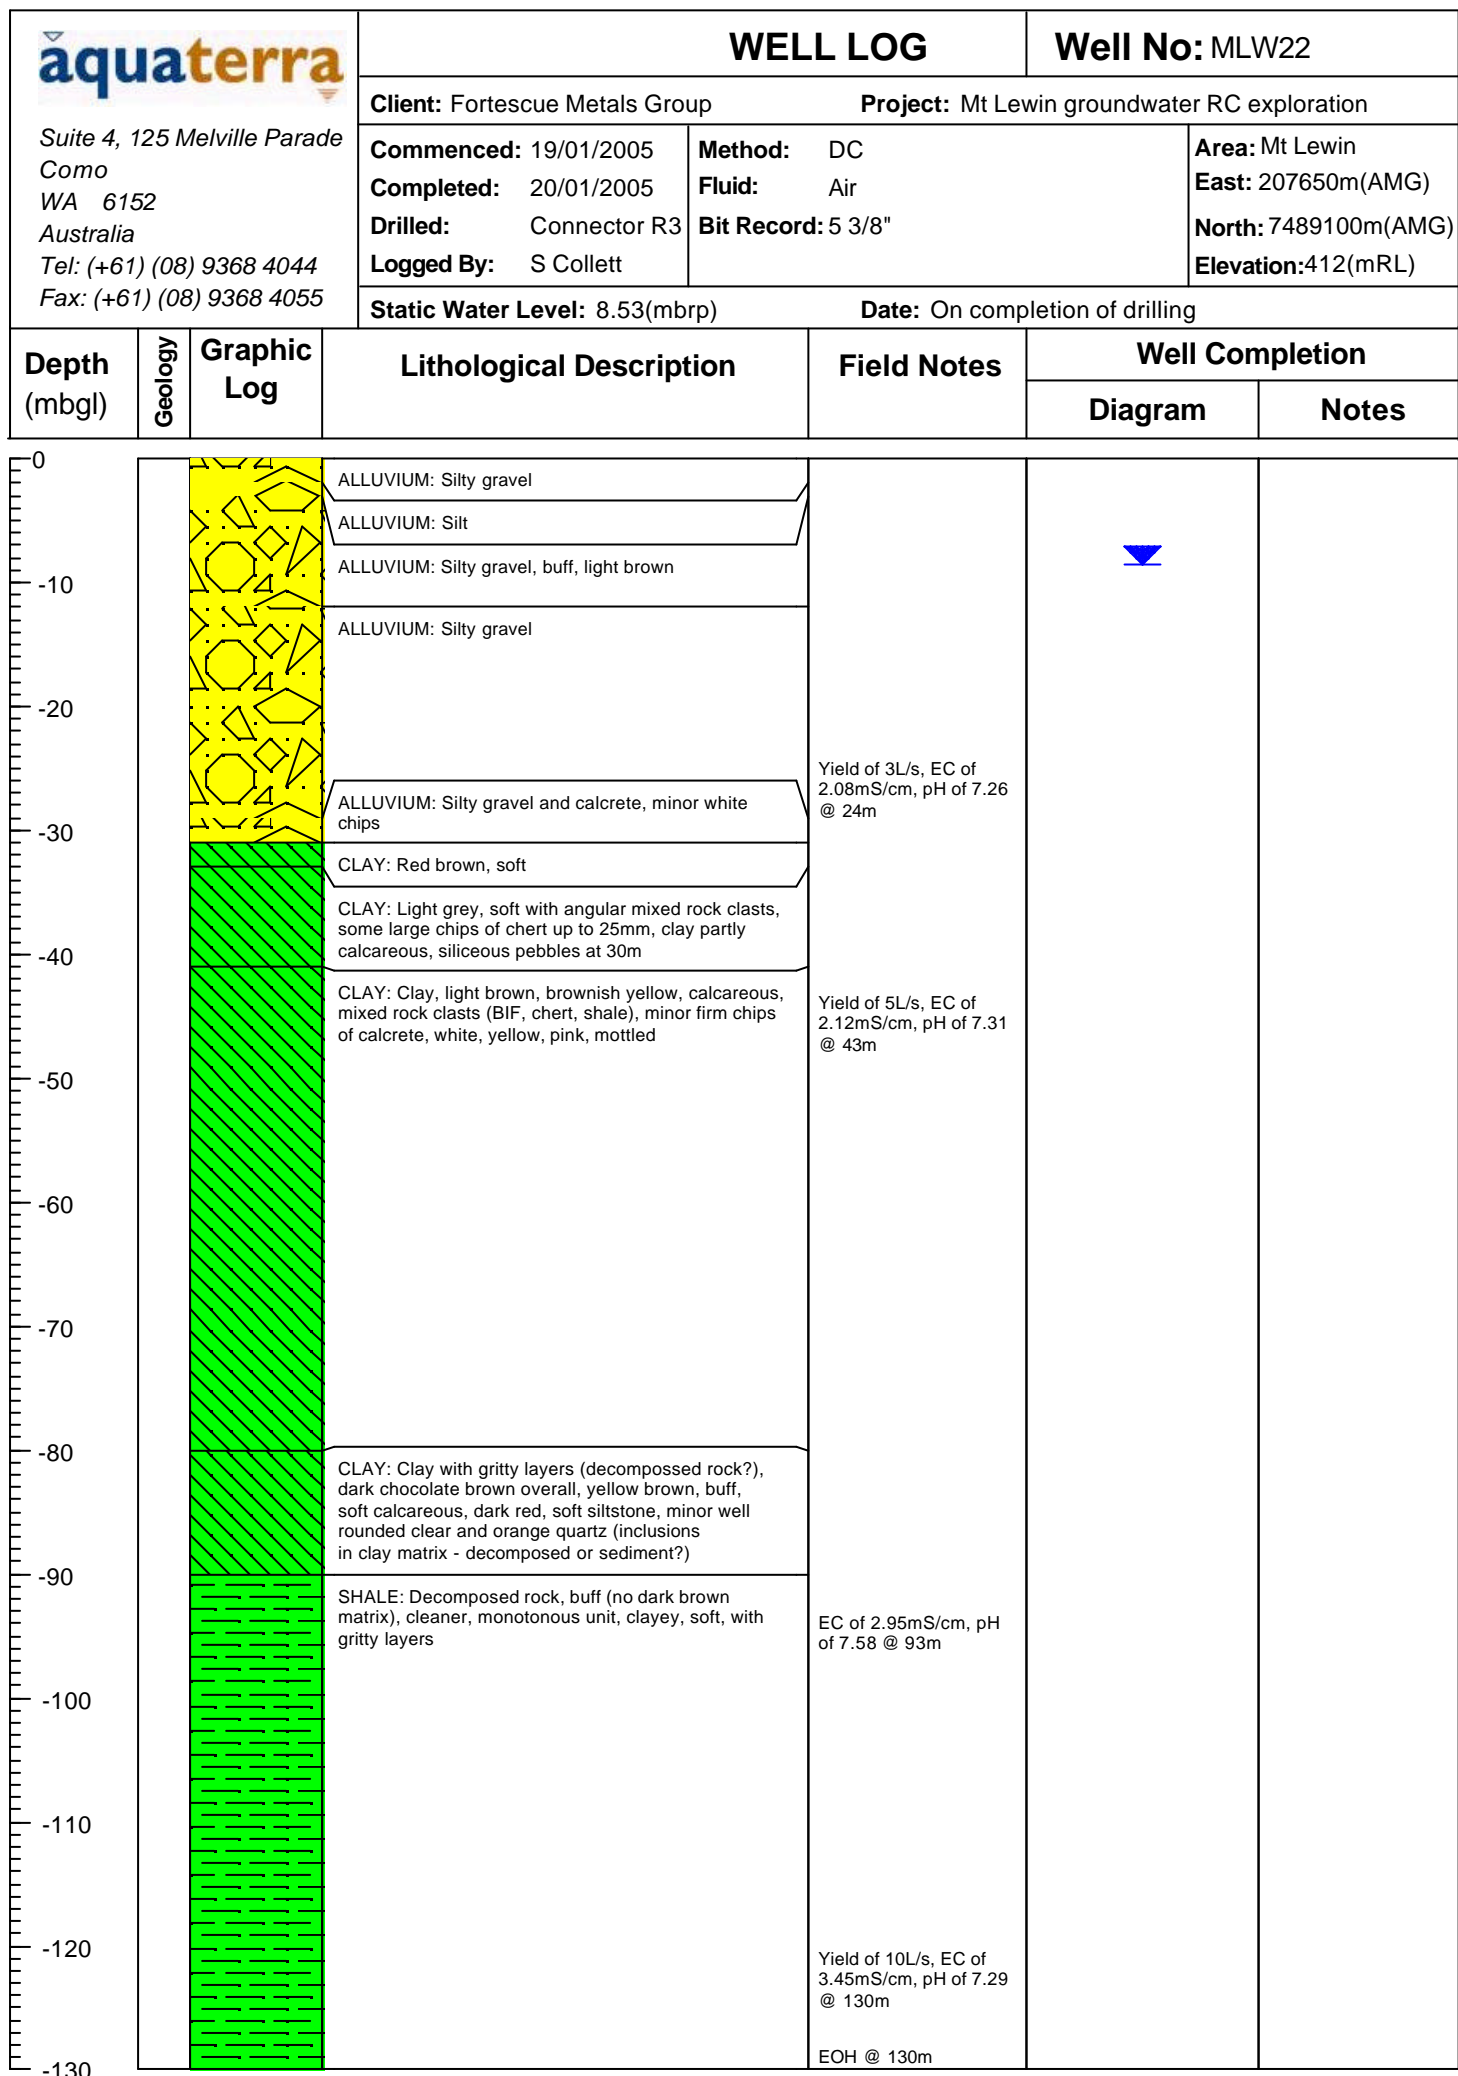 aquaterra
Suite 4, 125 Melville Parade
Como
WA 6152
Australia
Tel: (+61) (08) 9368 4044
Fax: (+61) (08) 9368 4055
WELL LOG
Well No: MLW22
Client: Fortescue Metals Group Project: Mt Lewin groundwater RC exploration
Commenced: 19/01/2005
Completed: 20/01/2005
Drilled: Connector R3
Logged By: S Collett
Method: DC
Fluid: Air
Bit Record: 5 3/8"
Area: Mt Lewin
East: 207650m(AMG)
North: 7489100m(AMG)
Elevation:412(mRL)
Static Water Level: 8.53(mbrp) Date: On completion of drilling
Depth
(mbgl)
Geology
Graphic
Log
Lithological Description
Field Notes
Well Completion
Diagram
Notes
0
-10
-20
-30
-40
-50
-60
-70
-80
-90
-100
-110
-120
-130
ALLUVIUM: Silty gravel
ALLUVIUM: Silt
ALLUVIUM: Silty gravel, buff, light brown
ALLUVIUM: Silty gravel
ALLUVIUM: Silty gravel and calcrete, minor white
chips
CLAY: Red brown, soft
CLAY: Light grey, soft with angular mixed rock clasts,
some large chips of chert up to 25mm, clay partly
calcareous, siliceous pebbles at 30m
CLAY: Clay, light brown, brownish yellow, calcareous,
mixed rock clasts (BIF, chert, shale), minor firm chips
of calcrete, white, yellow, pink, mottled
CLAY: Clay with gritty layers (decompossed rock?),
dark chocolate brown overall, yellow brown, buff,
soft calcareous, dark red, soft siltstone, minor well
rounded clear and orange quartz (inclusions
in clay matrix - decomposed or sediment?)
SHALE: Decomposed rock, buff (no dark brown
matrix), cleaner, monotonous unit, clayey, soft, with
gritty layers
Yield of 3L/s, EC of
2.08mS/cm, pH of 7.26
@ 24m
Yield of 5L/s, EC of
2.12mS/cm, pH of 7.31
@ 43m
EC of 2.95mS/cm, pH
of 7.58 @ 93m
Yield of 10L/s, EC of
3.45mS/cm, pH of 7.29
@ 130m
EOH @ 130m